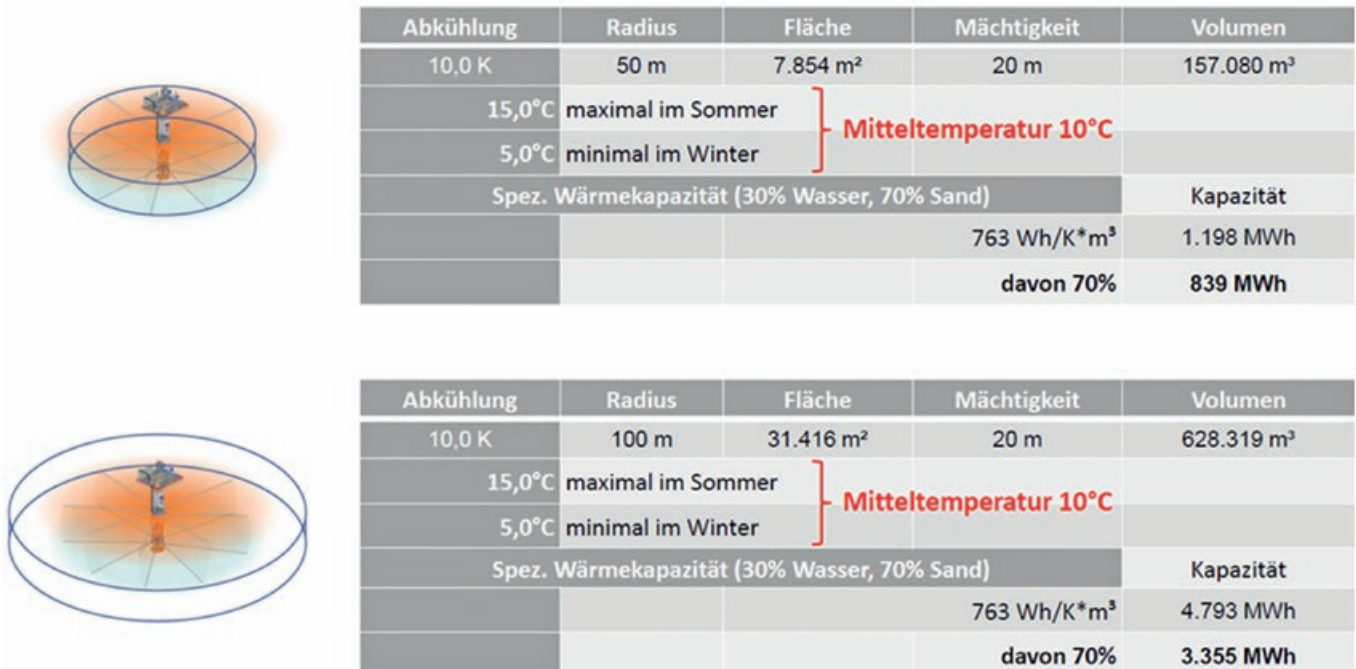 Abkühlung Radius Fläche Mächtigkeit Volumen
10,0 K 50 m 7.854 m² 20 m 157.080 m³
15,0°C maximal im Sommer
Mitteltemperatur 10°C
5,0°C minimal im Winter
Spez. Wärmekapazität (30% Wasser, 70% Sand) Kapazität
763 Wh/K*m³ 1.198 MWh
davon 70% 839 MWh
Abkühlung Radius Fläche Mächtigkeit Volumen
10,0 K 100 m 31.416 m² 20 m 628.319 m³
15,0°C maximal im Sommer
Mitteltemperatur 10°C
5,0°C minimal im Winter
Spez. Wärmekapazität (30% Wasser, 70% Sand) Kapazität
763 Wh/K*m³ 4.793 MWh
davon 70% 3.355 MWh